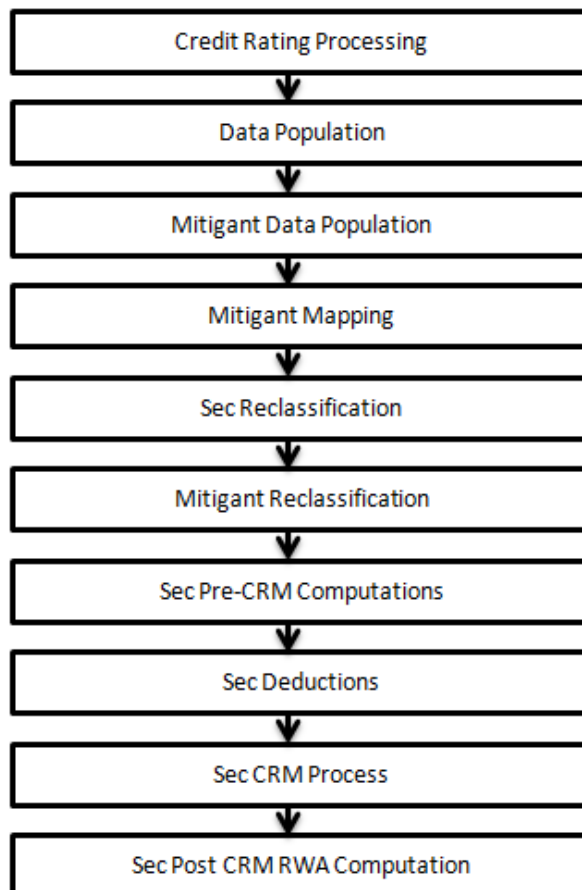 Credit Rating Processing
Data Population
Mitigant Data Population
Mitigant Mapping
Sec Reclassification
Mitigant Reclassification
Sec Pre-CRM Computations
Sec Deductions
Sec CRM Process
Sec Post CRM RWA Computation